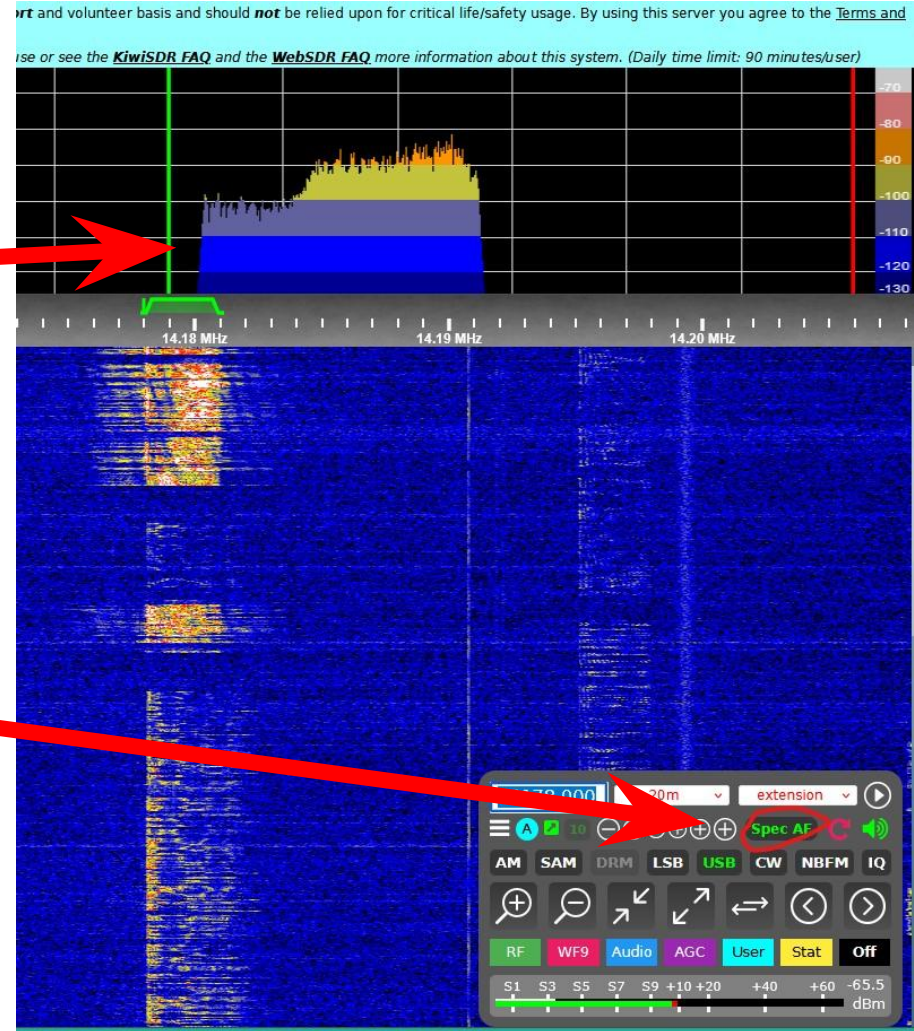 ort and volunteer basis and should not be relied upon for critical life/safety usage. By using this server you agree to the Terms and
use or see the KiwiSDR FAQ and the WebSDR FAQ more information about this system. (Daily time limit: 90 minutes/user)
-70
-80
-90
-100
-110
-120
-130
14.18 MHz 14.19 MHz 14.20 MHz
20m extension
A 10 Spec AF
AM SAM DRM LSB USB CW NBFM IQ
RF WF9 Audio AGC User Stat Off
S1 S3 S5 S7 S9 +10 +20 +40 +60 -65.5
dBm